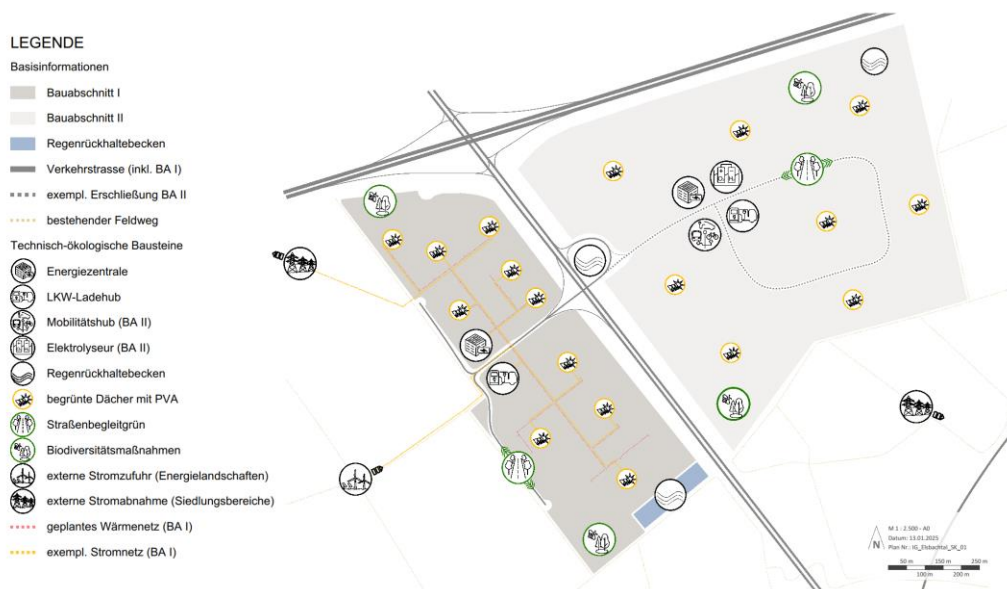 LEGENDE
Basisinformationen
Bauabschnitt I
Bauabschnitt II
Regenrückhaltebecken
Verkehrstrasse (inkl. BA I)
exempl. Erschließung BA II
bestehender Feldweg
Technisch-ökologische Bausteine
Energiezentrale
LKW-Ladehub
Mobilitätshub (BA II)
Elektrolyseur (BA II)
Regenrückhaltebecken
begrünte Dächer mit PVA
Straßenbegleitgrün
Biodiversitätsmaßnahmen
externe Stromzufuhr (Energielandschaften)
externe Stromabnahme (Siedlungsbereiche)
geplantes Wärmenetz (BA I)
exempl. Stromnetz (BA I)
N
M 1 : 2.500 - A0
Datum: 13.01.2025
Plan Nr.: IG_Elsbachtal_SK_01
50 m 150 m 250 m
100 m 200 m